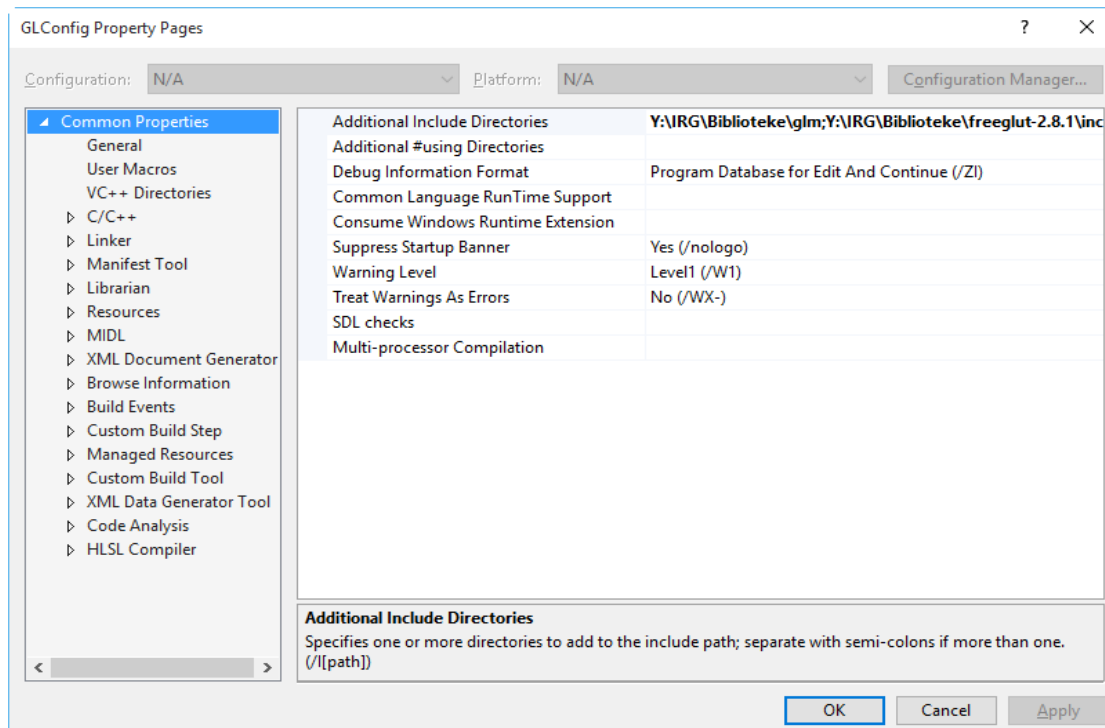 GLConfig Property Pages
? ×
Configuration: N/A Platform: N/A Configuration Manager...
Common Properties
General
User Macros
VC++ Directories
C/C++
Linker
Manifest Tool
Librarian
Resources
MIDL
XML Document Generator
Browse Information
Build Events
Custom Build Step
Managed Resources
Custom Build Tool
XML Data Generator Tool
Code Analysis
HLSL Compiler
Additional Include Directories Y:\IRG\Biblioteke\glm;Y:\IRG\Biblioteke\freeglut-2.8.1\inc
Additional #using Directories
Debug Information Format Program Database for Edit And Continue (/ZI)
Common Language RunTime Support
Consume Windows Runtime Extension
Suppress Startup Banner Yes (/nologo)
Warning Level Level1 (/W1)
Treat Warnings As Errors No (/WX-)
SDL checks
Multi-processor Compilation
Additional Include Directories
Specifies one or more directories to add to the include path; separate with semi-colons if more than one.
(/I[path])
OK Cancel Apply